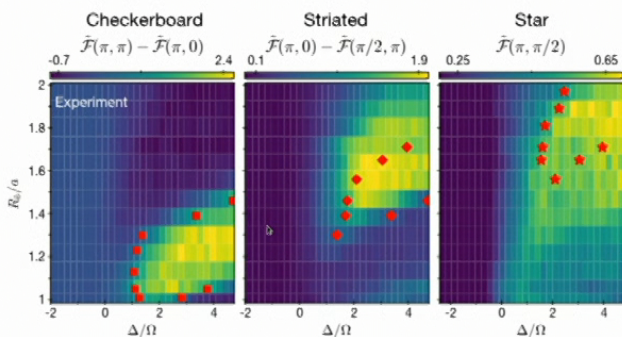 Checkerboard
Striated
Star
F̃(π,π) − F̃(π,0)
F̃(π,0) − F̃(π/2,π)
F̃(π,π/2)
-0.7 2.4
0.1 1.9
0.25 0.65
Experiment
R_b/a
2
1.8
1.6
1.4
1.2
1
-2 0 2 4
-2 0 2 4
-2 0 2 4
Δ/Ω
Δ/Ω
Δ/Ω